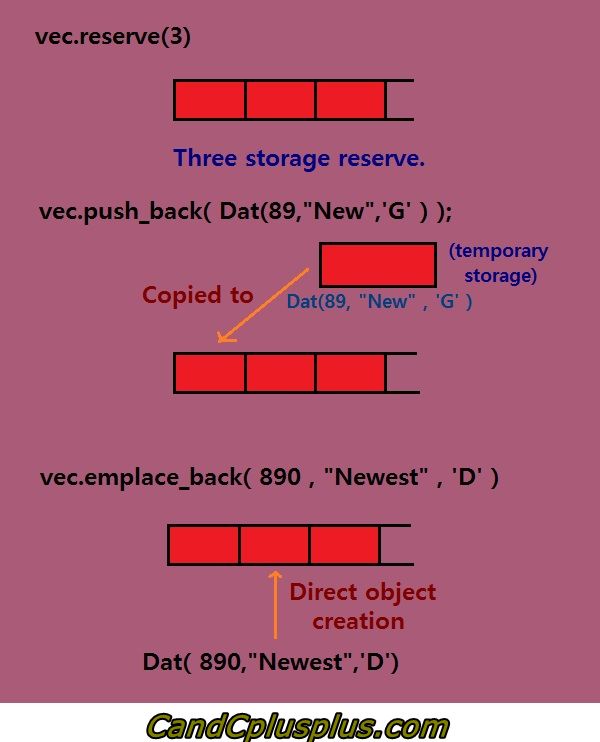 vec.reserve(3)
Three storage reserve.
vec.push_back( Dat(89,"New",'G' ) );
(temporary
storage)
Copied to
Dat(89, "New" , 'G' )
vec.emplace_back( 890 , "Newest" , 'D' )
Direct object
creation
Dat( 890,"Newest",'D')
CandCplusplus.com